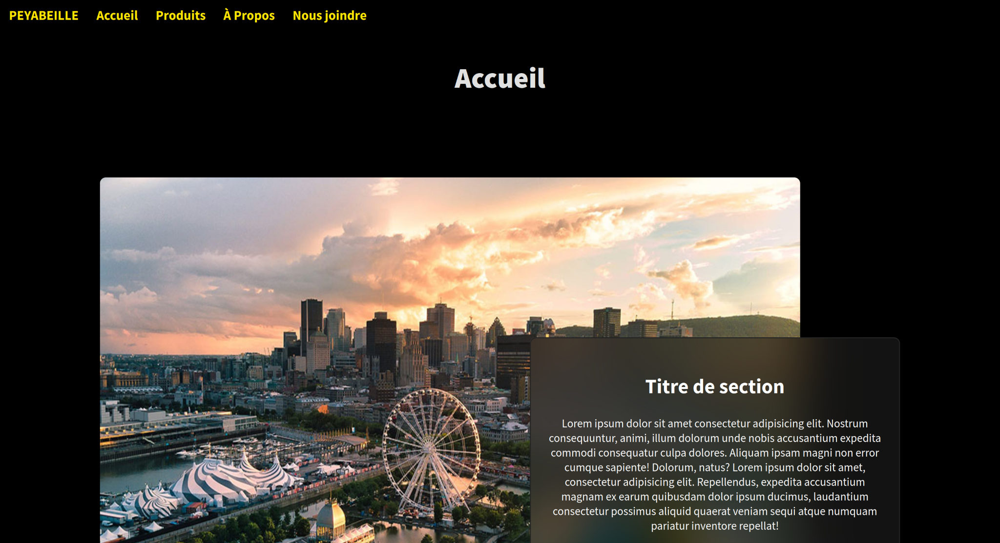 PEYABEILLE Accueil Produits À Propos Nous joindre
Accueil
Titre de section
Lorem ipsum dolor sit amet consectetur adipisicing elit. Nostrum
consequuntur, animi, illum dolorum unde nobis accusantium expedita
commodi consequatur culpa dolores. Aliquam ipsam magni non error
cumque sapiente! Dolorum, natus? Lorem ipsum dolor sit amet,
consectetur adipisicing elit. Repellendus, expedita accusantium
magnam ex earum quibusdam dolor ipsum ducimus, laudantium
consectetur possimus aliquid quaerat veniam sequi atque numquam
pariatur inventore repellat!